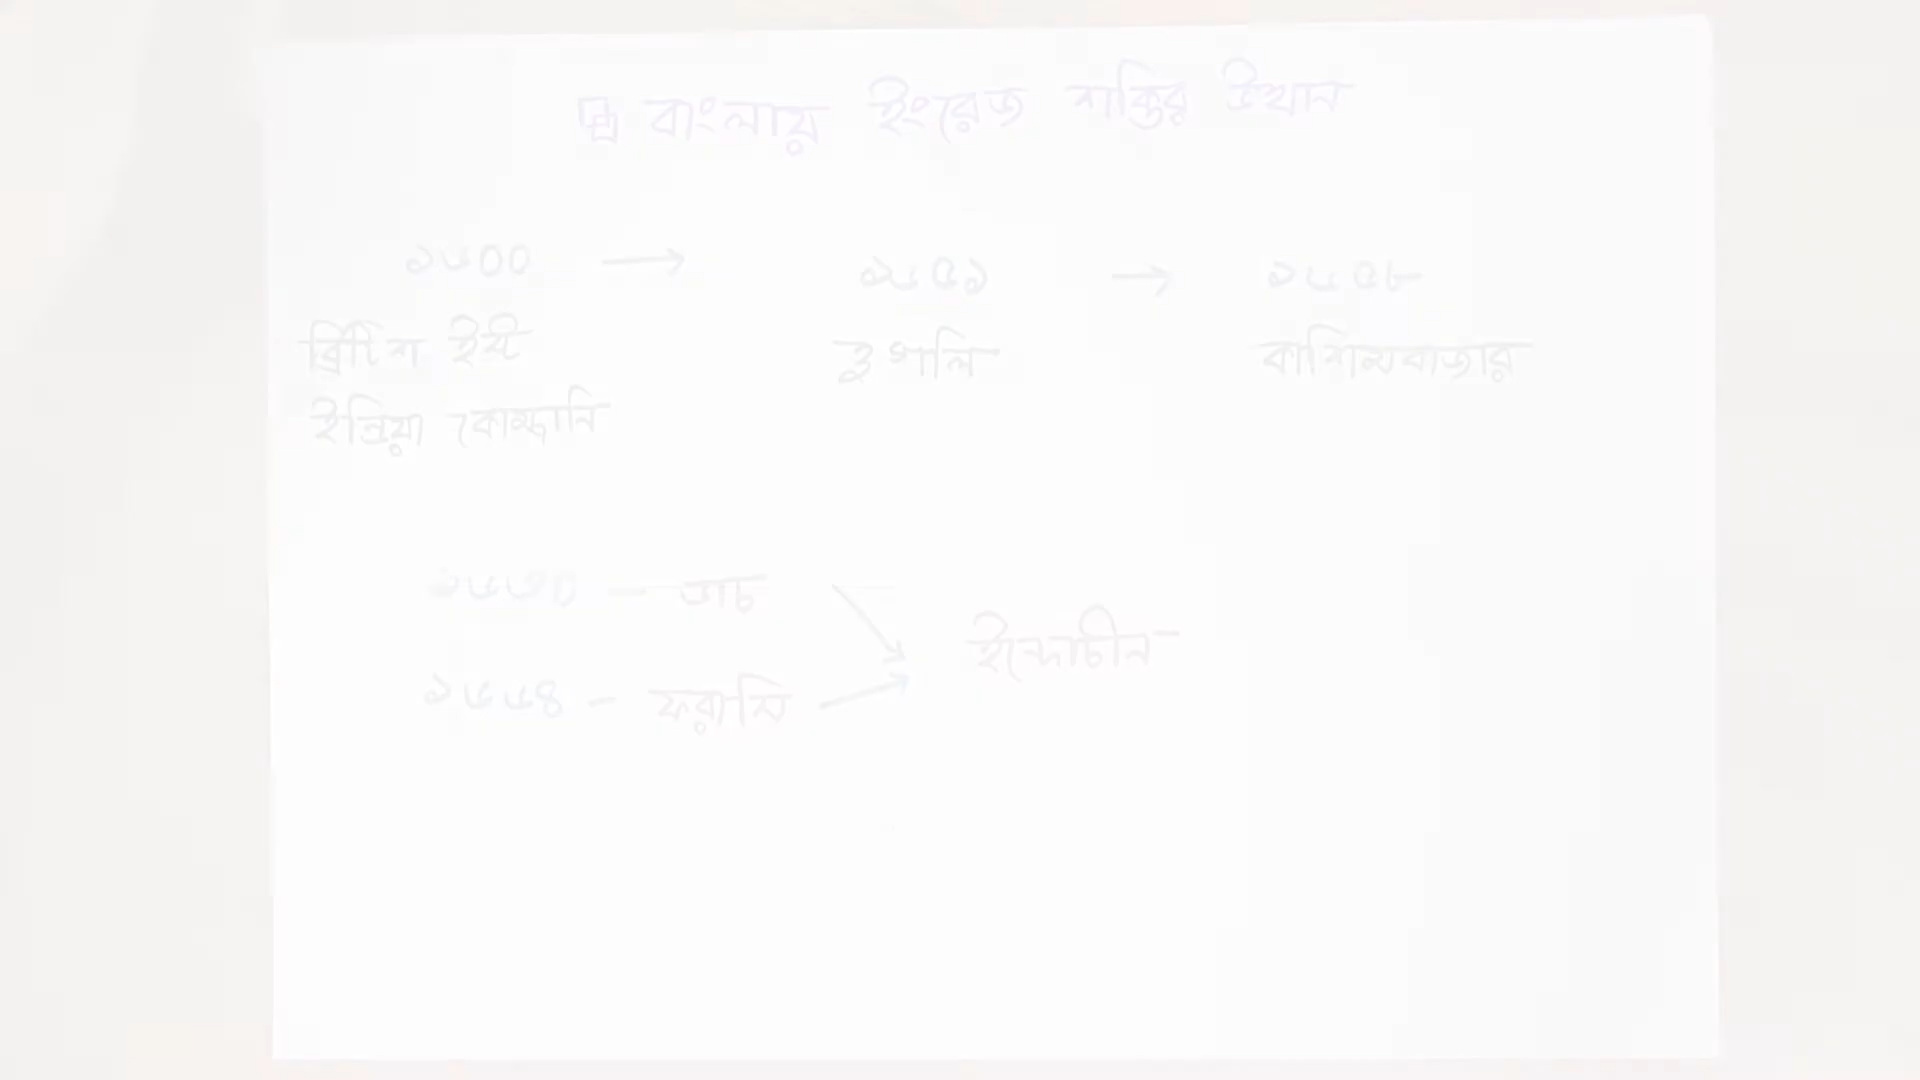 বাংলায় ইংরেজ শক্তির উত্থান
১৬০০ → ১৬৫১ → ১৬৫৮
ব্রিটিশ ইস্ট হুগলি কাশিমবাজার
ইন্ডিয়া কোম্পানি
১৬৩০ — ডাচ
ইন্দোচীন
১৬৬৪ — ফরাসি